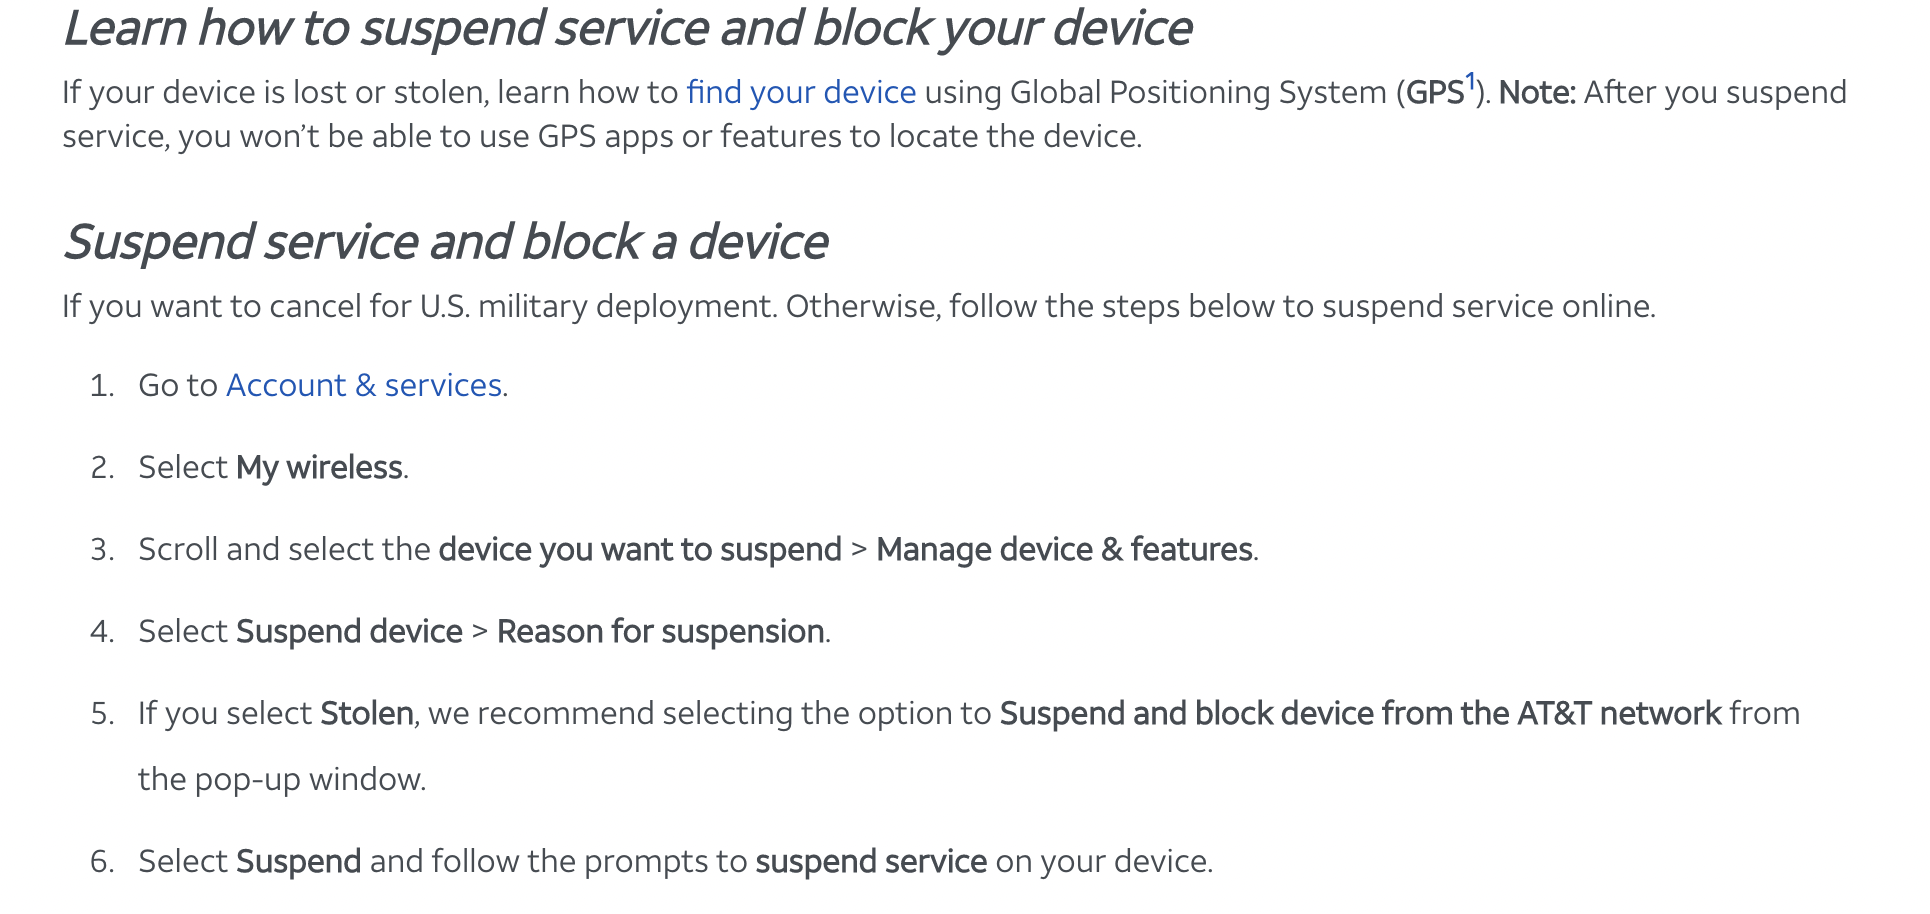 Learn how to suspend service and block your device
If your device is lost or stolen, learn how to find your device using Global Positioning System (GPS1). Note: After you suspend
service, you won’t be able to use GPS apps or features to locate the device.
Suspend service and block a device
If you want to cancel for U.S. military deployment. Otherwise, follow the steps below to suspend service online.
1. Go to Account & services.
2. Select My wireless.
3. Scroll and select the device you want to suspend > Manage device & features.
4. Select Suspend device > Reason for suspension.
5. If you select Stolen, we recommend selecting the option to Suspend and block device from the AT&T network from
the pop-up window.
6. Select Suspend and follow the prompts to suspend service on your device.